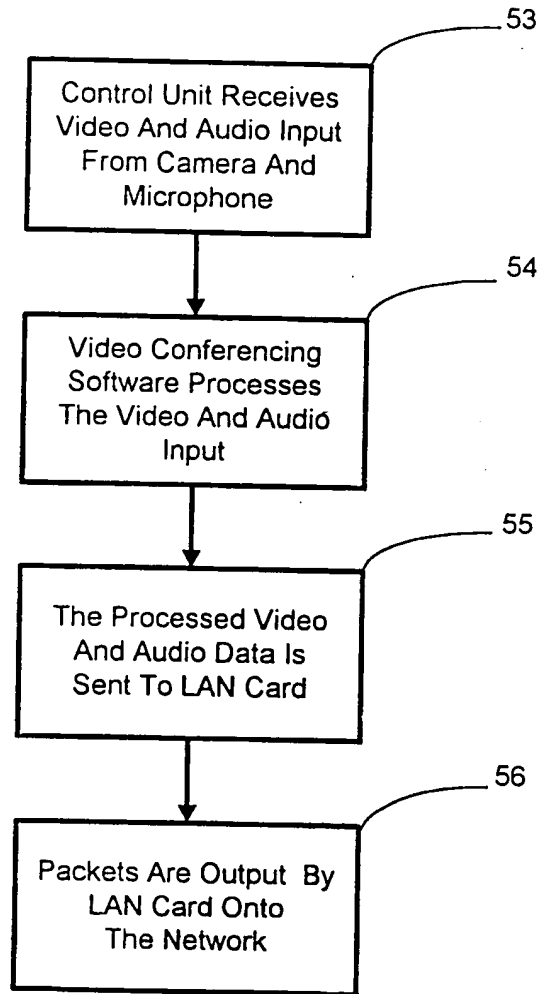 53
Control Unit Receives
Video And Audio Input
From Camera And
Microphone
54
Video Conferencing
Software Processes
The Video And Audio
Input
55
The Processed Video
And Audio Data Is
Sent To LAN Card
56
Packets Are Output By
LAN Card Onto
The Network